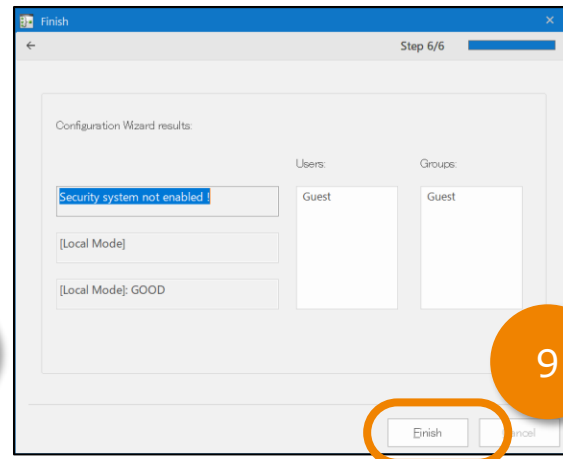 Finish
Step 6/6
Configuration Wizard results:
Users:
Groups:
Security system not enabled !
Guest
Guest
[Local Mode]
[Local Mode]: GOOD
9
Finish